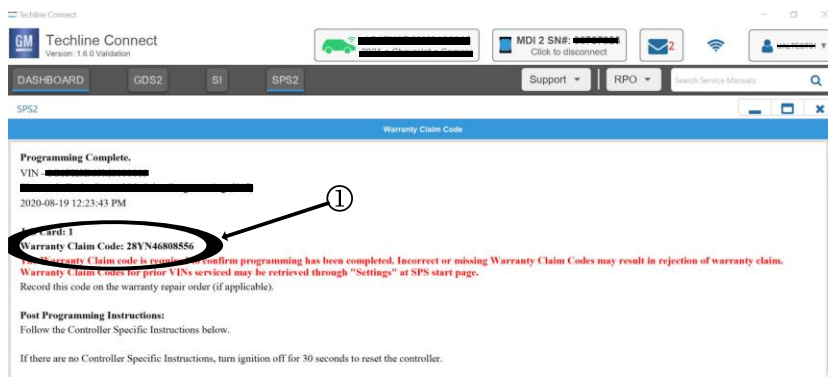 Techline Connect
GM
Techline Connect
Version: 1.6.0 Validation
MDI 2 SN#:
Click to disconnect
2
DASHBOARD
GDS2
SI
SPS2
Support
RPO
Search Service Manuals
SPS2
Warranty Claim Code
Programming Complete.
VIN -
2020-08-19 12:23:43 PM
①
Card: 1
Warranty Claim Code: 28YN46808556
The Warranty Claim code is required to confirm programming has been completed. Incorrect or missing Warranty Claim Codes may result in rejection of warranty claim.
Warranty Claim Codes for prior VINs serviced may be retrieved through "Settings" at SPS start page.
Record this code on the warranty repair order (if applicable).
Post Programming Instructions:
Follow the Controller Specific Instructions below.
If there are no Controller Specific Instructions, turn ignition off for 30 seconds to reset the controller.